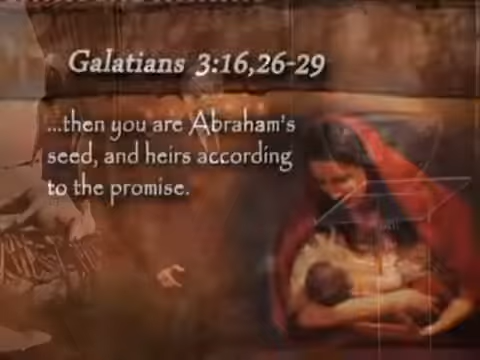 Galatians 3:16,26-29
...then you are Abraham's
seed, and heirs according
to the promise.